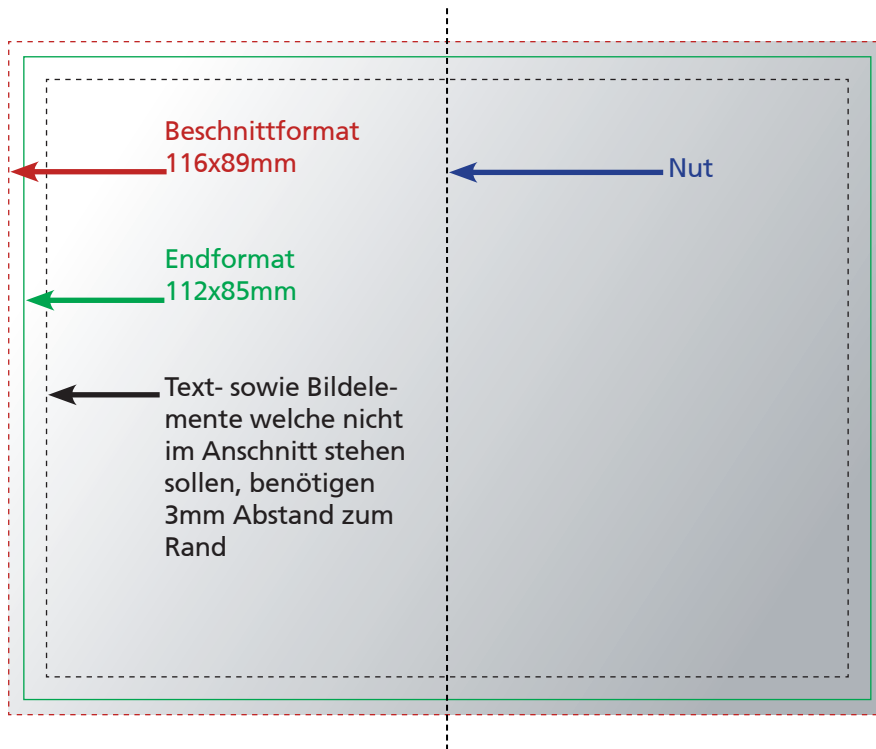 Beschnittformat
116x89mm
Nut
Endformat
112x85mm
Text- sowie Bildele-
mente welche nicht
im Anschnitt stehen
sollen, benötigen
3mm Abstand zum
Rand